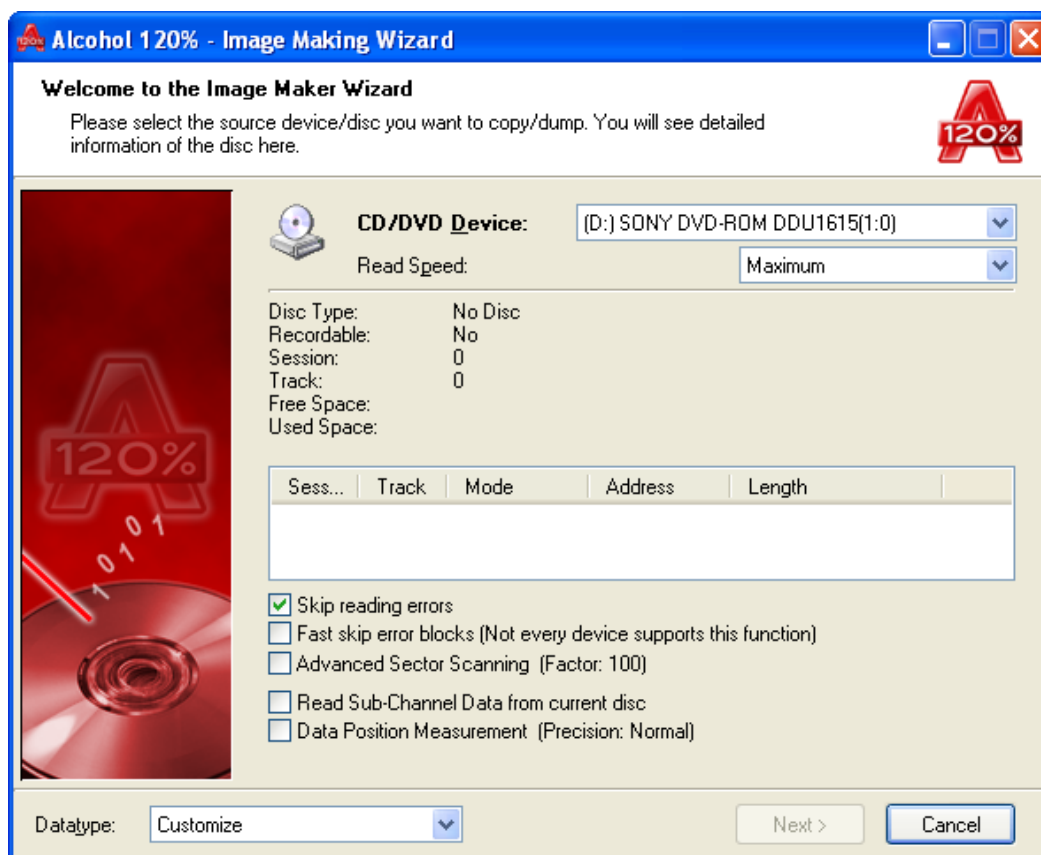 Alcohol 120% - Image Making Wizard
Welcome to the Image Maker Wizard
Please select the source device/disc you want to copy/dump. You will see detailed
information of the disc here.
120%
CD/DVD Device: (D:) SONY DVD-ROM DDU1615(1:0)
Read Speed: Maximum
Disc Type: No Disc
Recordable: No
Session: 0
Track: 0
Free Space:
Used Space:
120%
Sess... Track Mode Address Length
0101
101
Skip reading errors
Fast skip error blocks (Not every device supports this function)
Advanced Sector Scanning (Factor: 100)
Read Sub-Channel Data from current disc
Data Position Measurement (Precision: Normal)
Datatype: Customize Next > Cancel